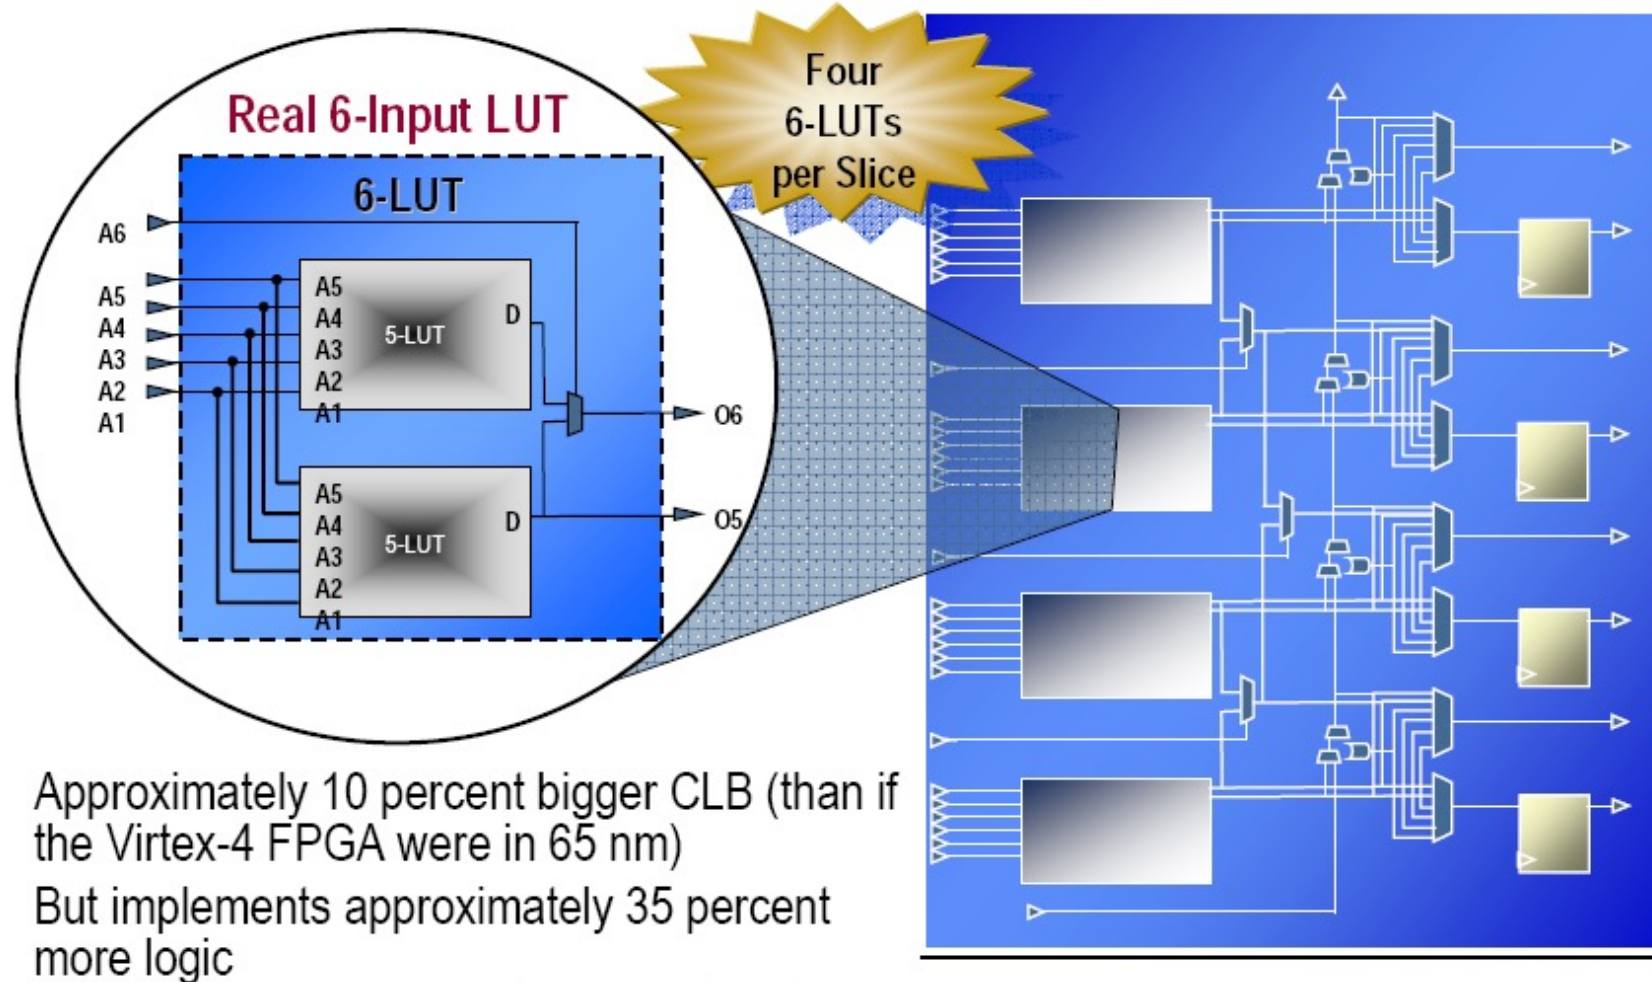 Real 6-Input LUT
Four
6-LUTs
per Slice
6-LUT
A6
A5
A4
A3
A2
A1
A5
A4
A3
A2
A1
5-LUT
D
A5
A4
A3
A2
A1
5-LUT
D
O6
O5
Approximately 10 percent bigger CLB (than if
the Virtex-4 FPGA were in 65 nm)
But implements approximately 35 percent
more logic